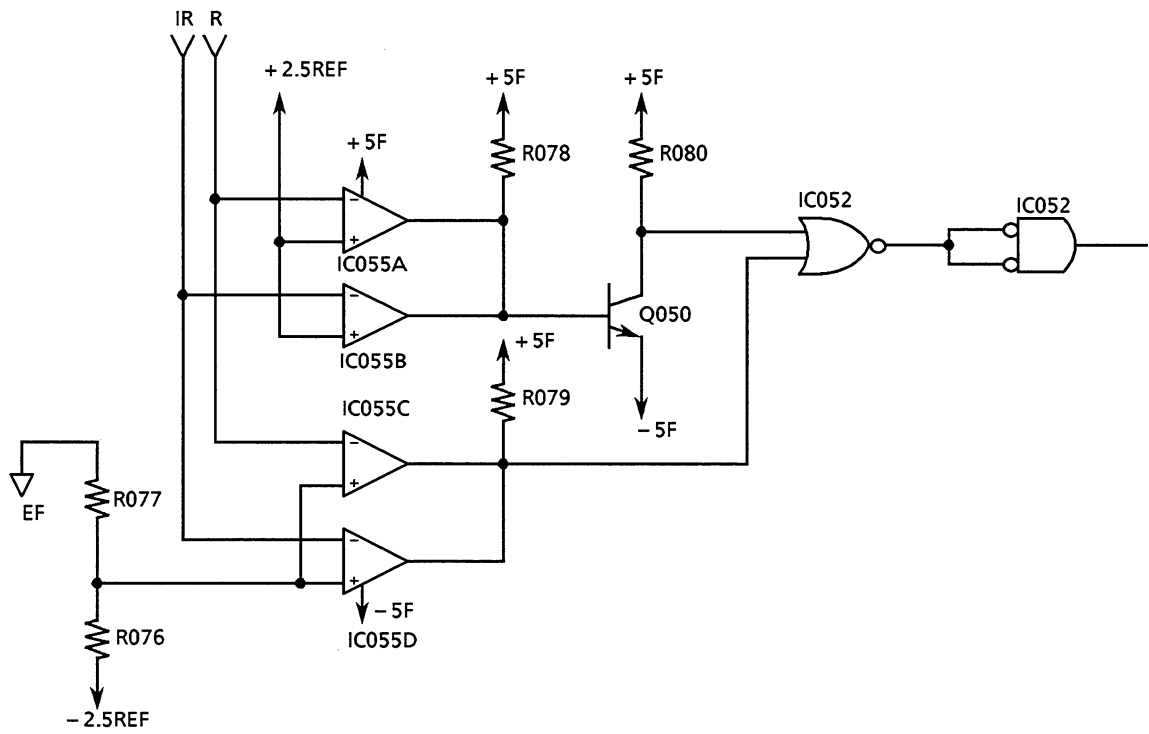 IR R
+2.5REF
+5F
+5F
+5F
R078
R080
−
+
IC055A
IC052
IC052
−
+
IC055B
Q050
+5F
R079
−5F
IC055C
−
+
EF
R077
−
+
−5F
IC055D
R076
−2.5REF